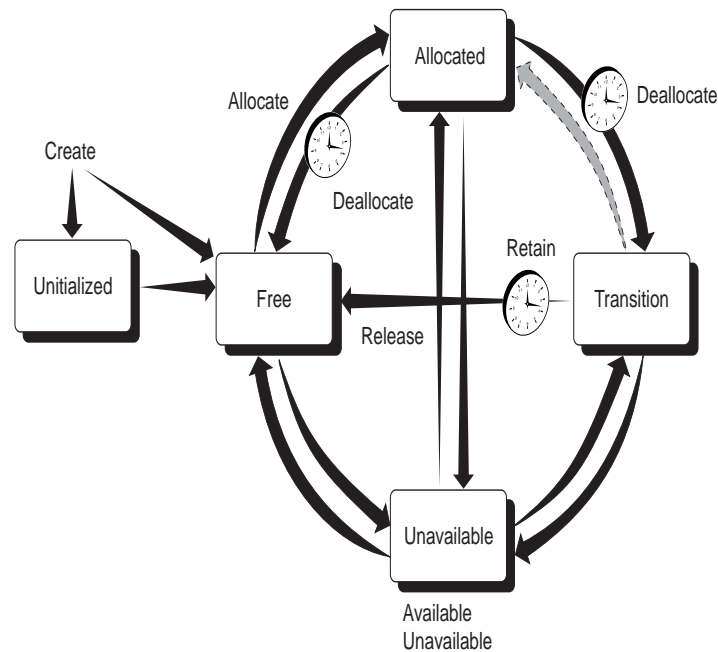 Allocated
Allocate
Deallocate
Create
Deallocate
Retain
Unitialized
Free
Transition
Release
Unavailable
Available
Unavailable